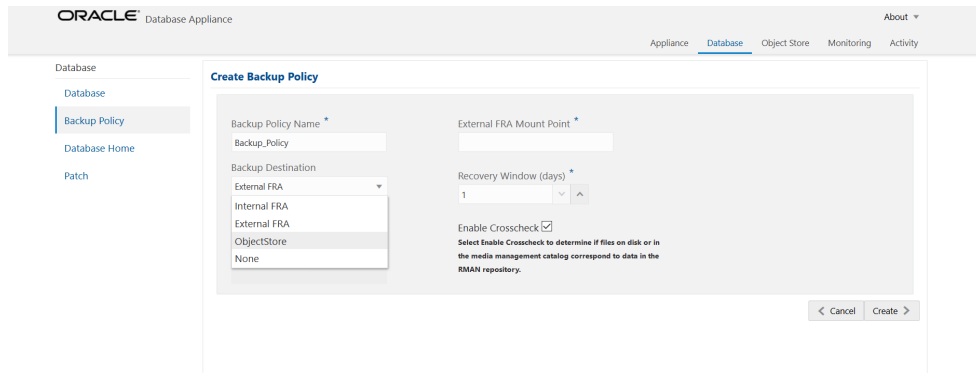 ORACLE® Database Appliance
About
Appliance Database Object Store Monitoring Activity
Database
Database
Backup Policy
Database Home
Patch
Create Backup Policy
Backup Policy Name *
Backup_Policy
Backup Destination
External FRA
Internal FRA
External FRA
ObjectStore
None
External FRA Mount Point *
Recovery Window (days) *
1
Enable Crosscheck
Select Enable Crosscheck to determine if files on disk or in
the media management catalog correspond to data in the
RMAN repository.
Cancel Create